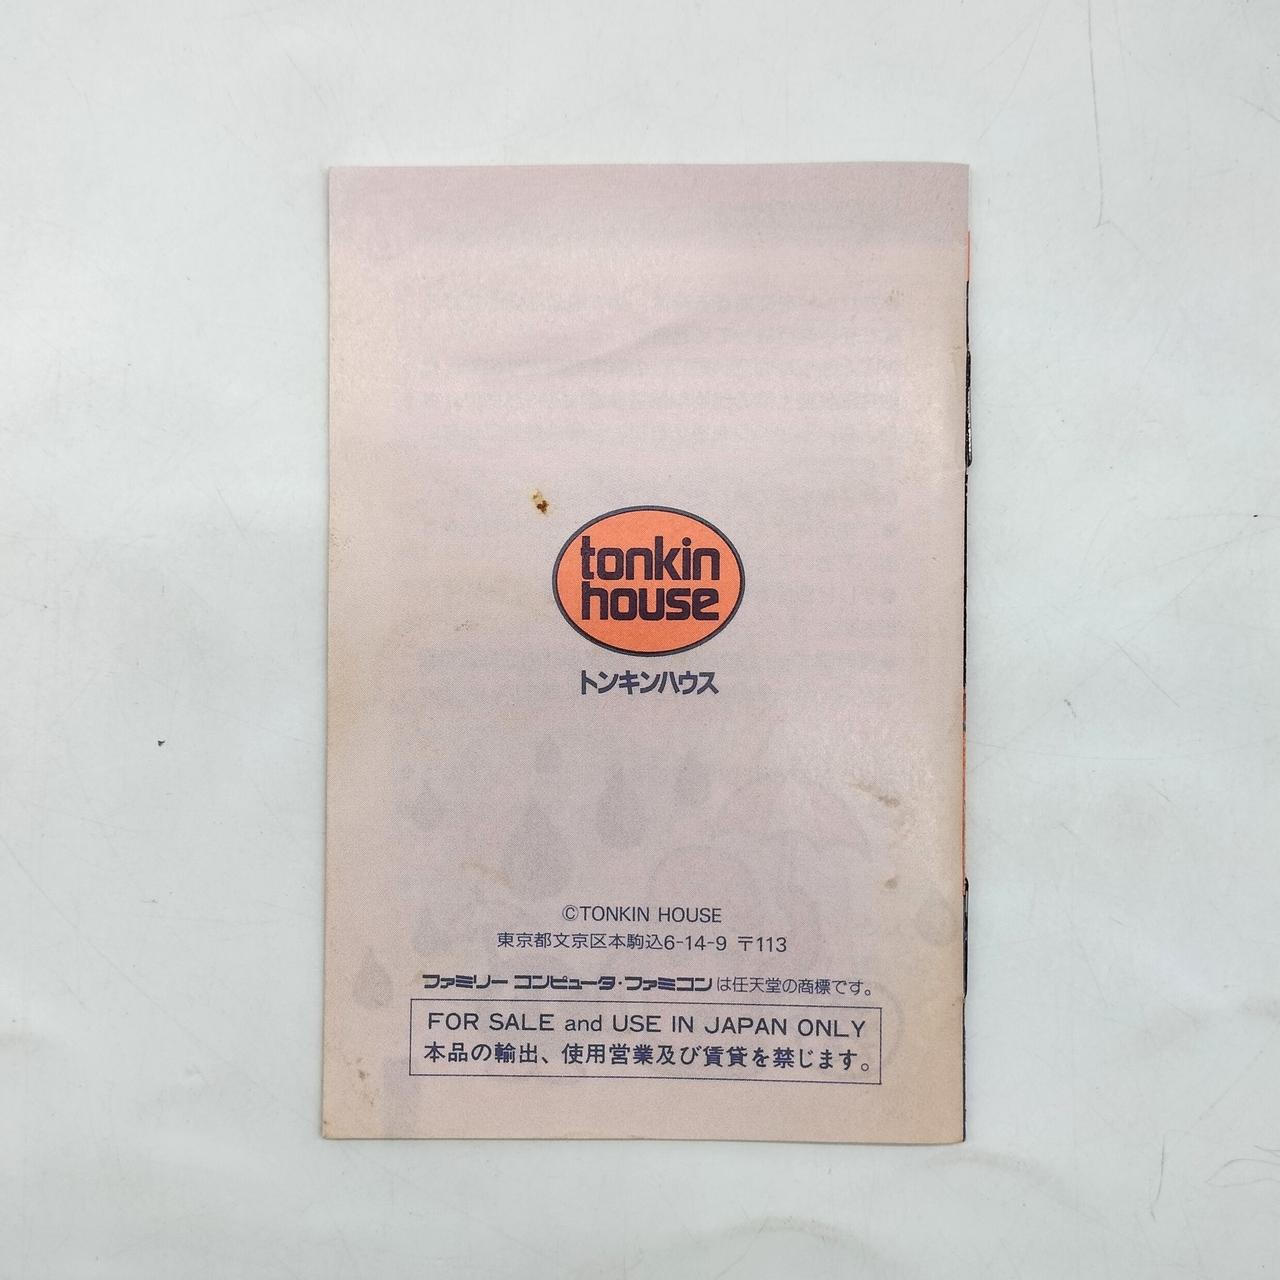 tonkin
house
トンキンハウス
©TONKIN HOUSE
東京都文京区本駒込6-14-9 〒113
ファミリーコンピュータ・ファミコンは任天堂の商標です。
FOR SALE and USE IN JAPAN ONLY
本品の輸出、使用営業及び賃貸を禁じます。